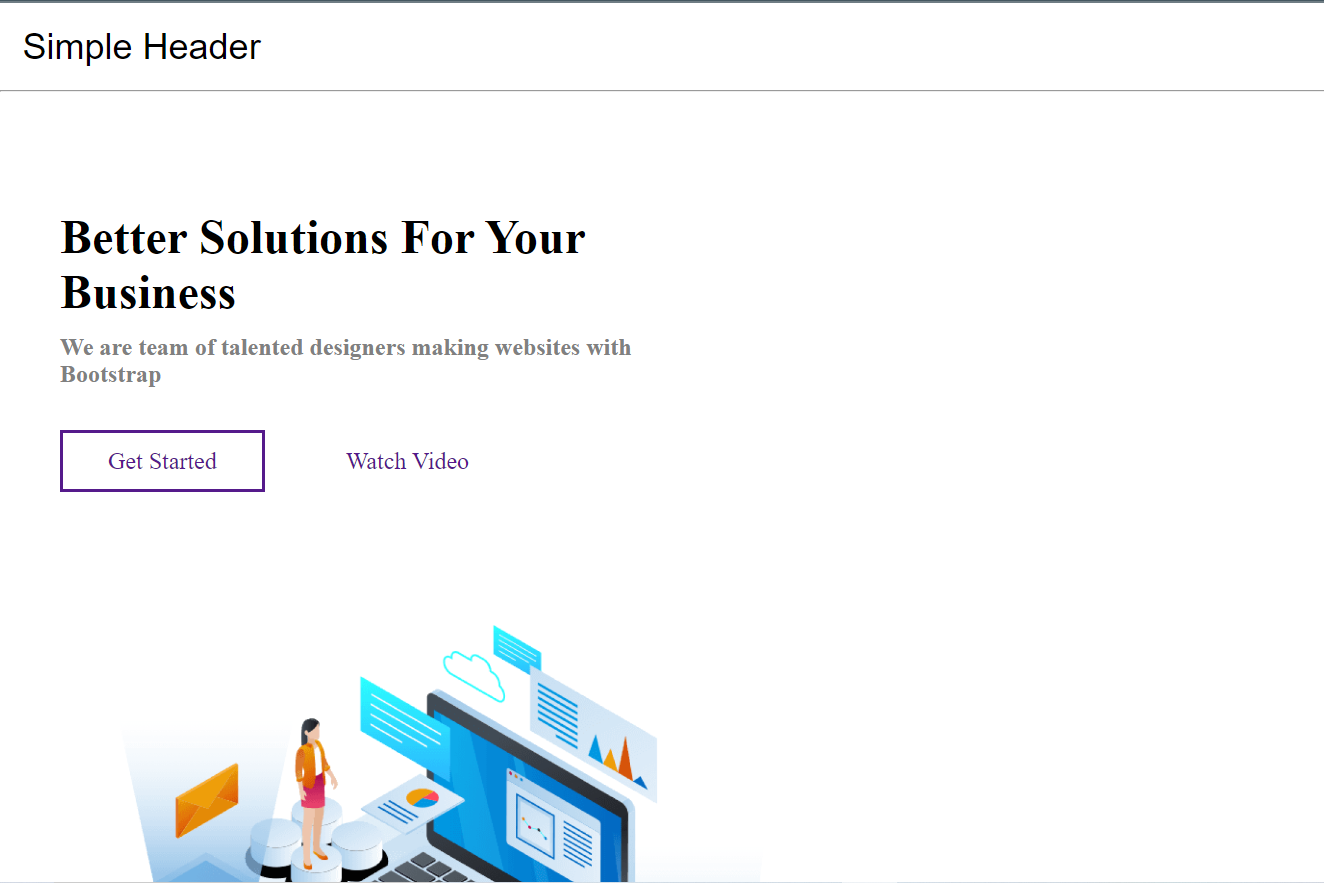 Simple Header
Better Solutions For Your
Business
We are team of talented designers making websites with
Bootstrap
Get Started
Watch Video